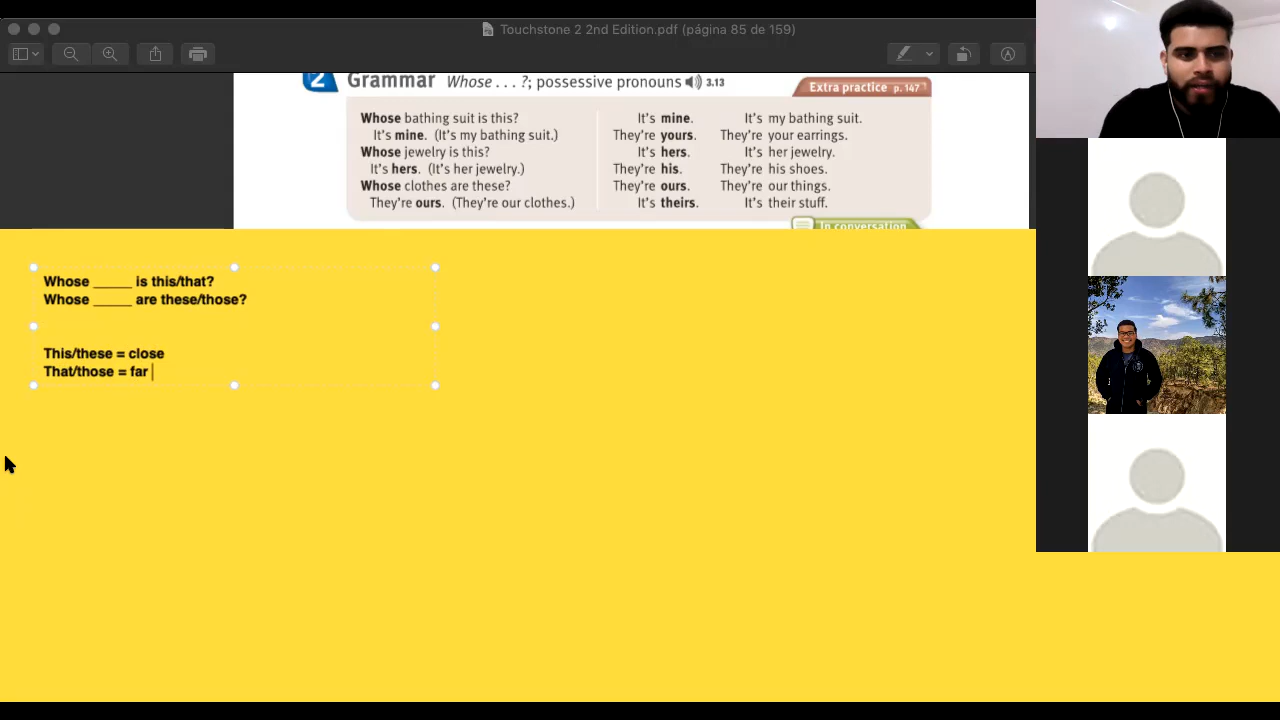 Touchstone 2 2nd Edition.pdf (página 85 de 159)
2 Grammar Whose . . . ?; possessive pronouns 3.13
Extra practice p. 147
Whose bathing suit is this?
It's mine. (It's my bathing suit.)
Whose jewelry is this?
It's hers. (It's her jewelry.)
Whose clothes are these?
They're ours. (They're our clothes.)
It's mine. It's my bathing suit.
They're yours. They're your earrings.
It's hers. It's her jewelry.
They're his. They're his shoes.
They're ours. They're our things.
It's theirs. It's their stuff.
In conversation
Whose _____ is this/that?
Whose _____ are these/those?
This/these = close
That/those = far